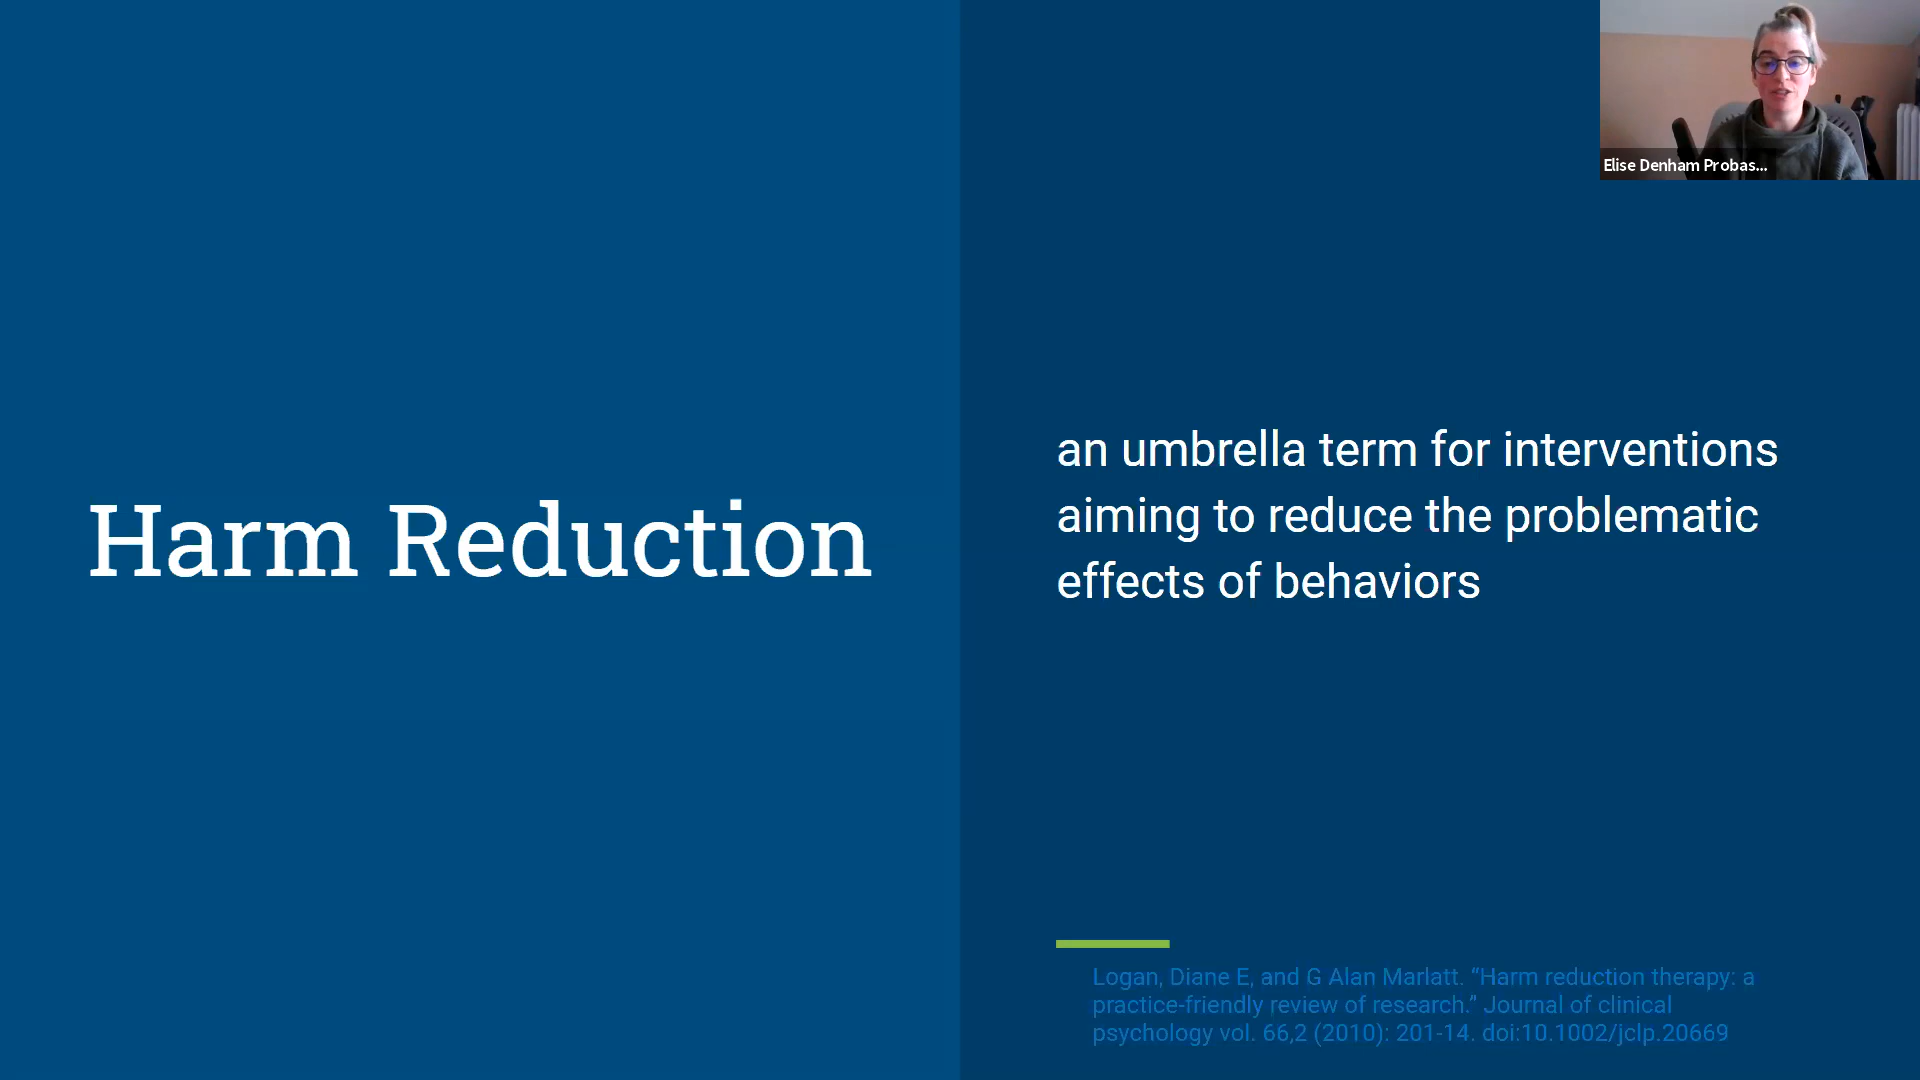 Elise Denham Probas...
Harm Reduction
an umbrella term for interventions
aiming to reduce the problematic
effects of behaviors
Logan, Diane E, and G Alan Marlatt. “Harm reduction therapy: a
practice-friendly review of research.” Journal of clinical
psychology vol. 66,2 (2010): 201-14. doi:10.1002/jclp.20669